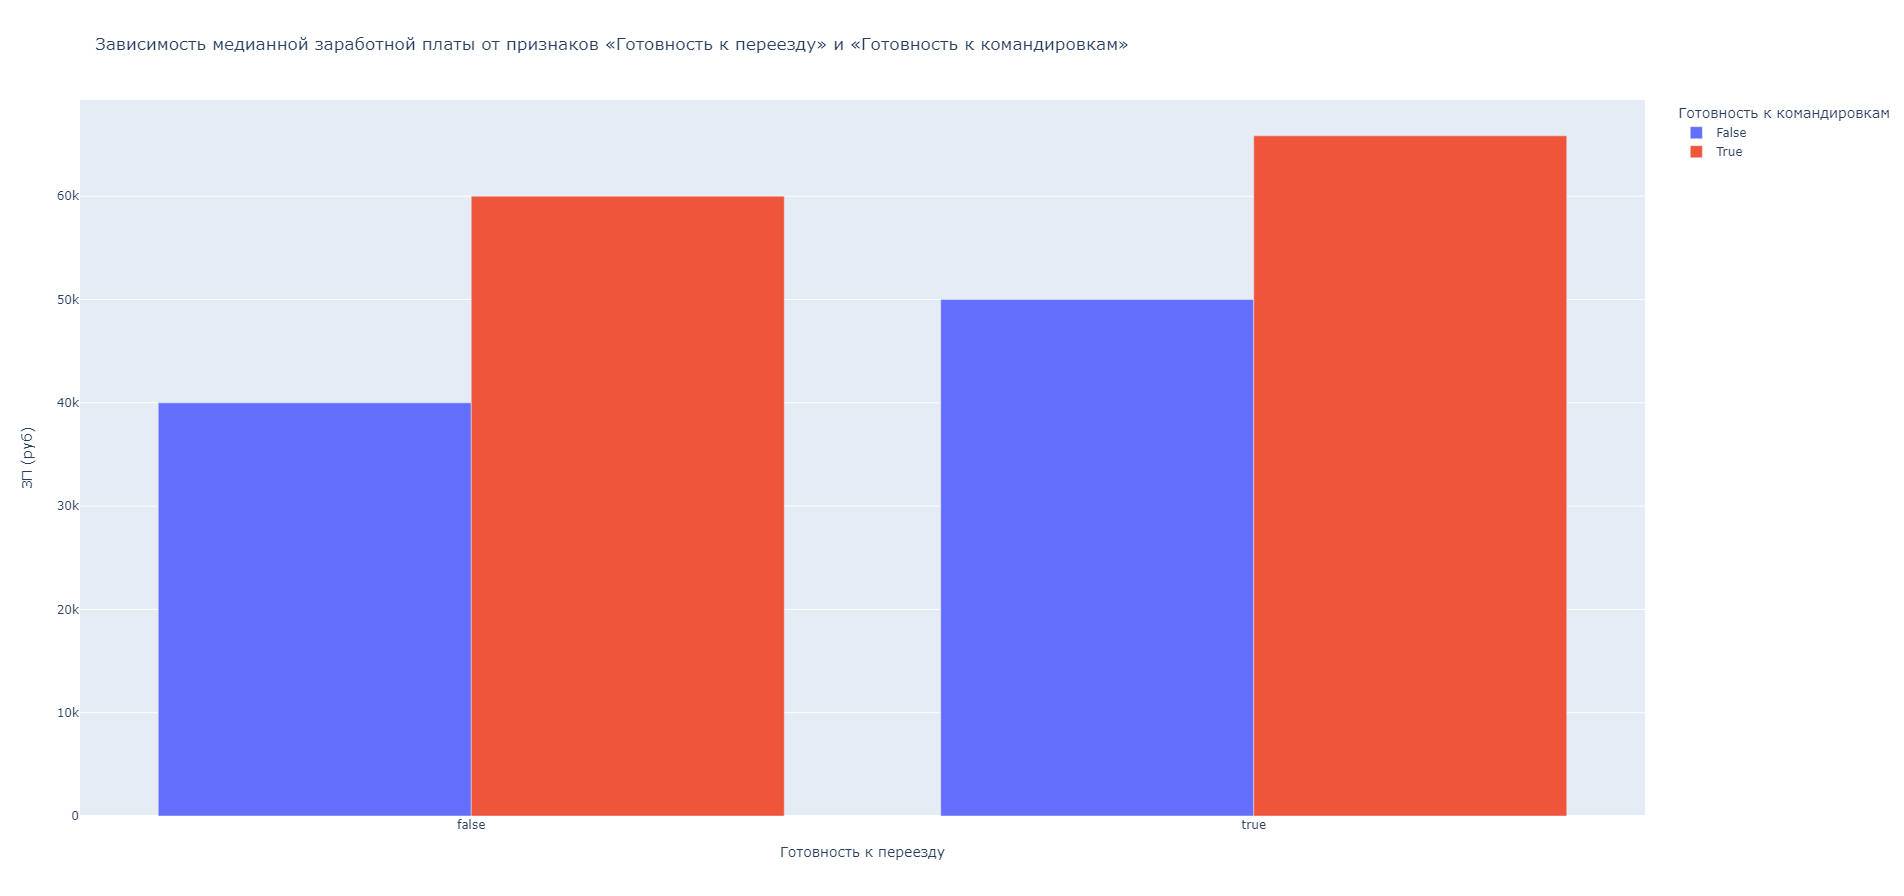 Зависимость медианной заработной платы от признаков «Готовность к переезду» и «Готовность к командировкам»
Готовность к командировкам
False
True
60k
50k
40k
30k
20k
10k
0
ЗП (руб)
false
true
Готовность к переезду